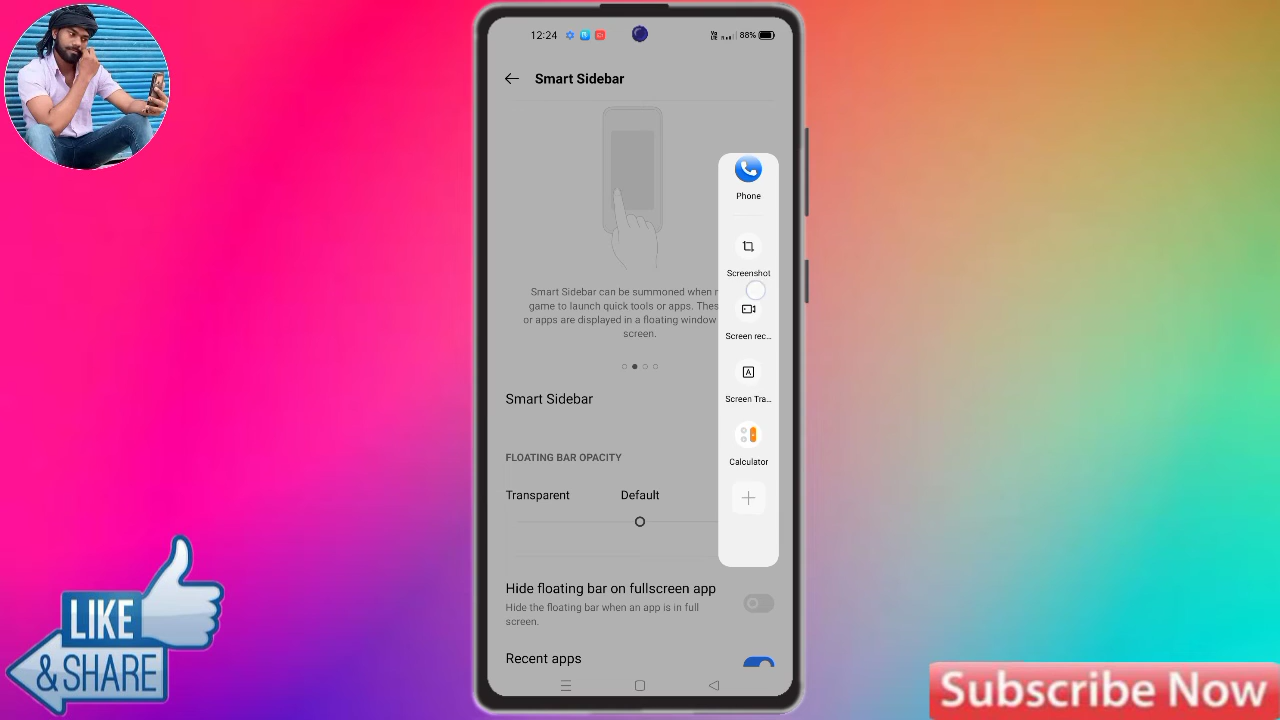 12:24
88%
Smart Sidebar
Phone
Screenshot
Smart Sidebar can be summoned when
game to launch quick tools or apps. Thes
or apps are displayed in a floating window
screen.
Screen rec...
Screen Tra...
Smart Sidebar
FLOATING BAR OPACITY
Calculator
Transparent
Default
Hide floating bar on fullscreen app
Hide the floating bar when an app is in full
screen.
Recent apps
LIKE
& SHARE
Subscribe Now